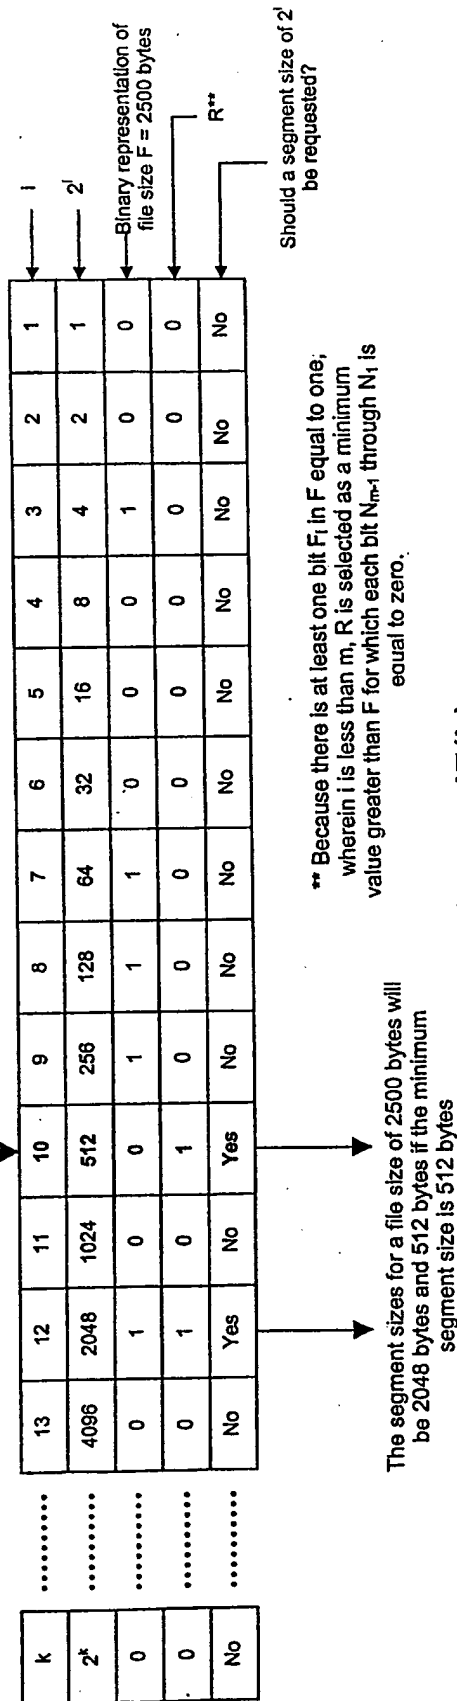 k .......... 13 12 11 10 9 8 7 6 5 4 3 2 1 i
2^k .......... 4096 2048 1024 512 256 128 64 32 16 8 4 2 1 2^i
0 .......... 0 1 0 0 1 1 1 0 0 0 1 0 0 Binary representation of
file size F = 2500 bytes
0 .......... 0 1 0 1 0 0 0 0 0 0 0 0 0 R**
No .......... No Yes No Yes No No No No No No No No No
Should a segment size of 2^i
be requested?
The segment sizes for a file size of 2500 bytes will
be 2048 bytes and 512 bytes if the minimum
segment size is 512 bytes
** Because there is at least one bit F_i in F equal to one,
wherein i is less than m, R is selected as a minimum
value greater than F for which each bit N_m-1 through N_1 is
equal to zero.